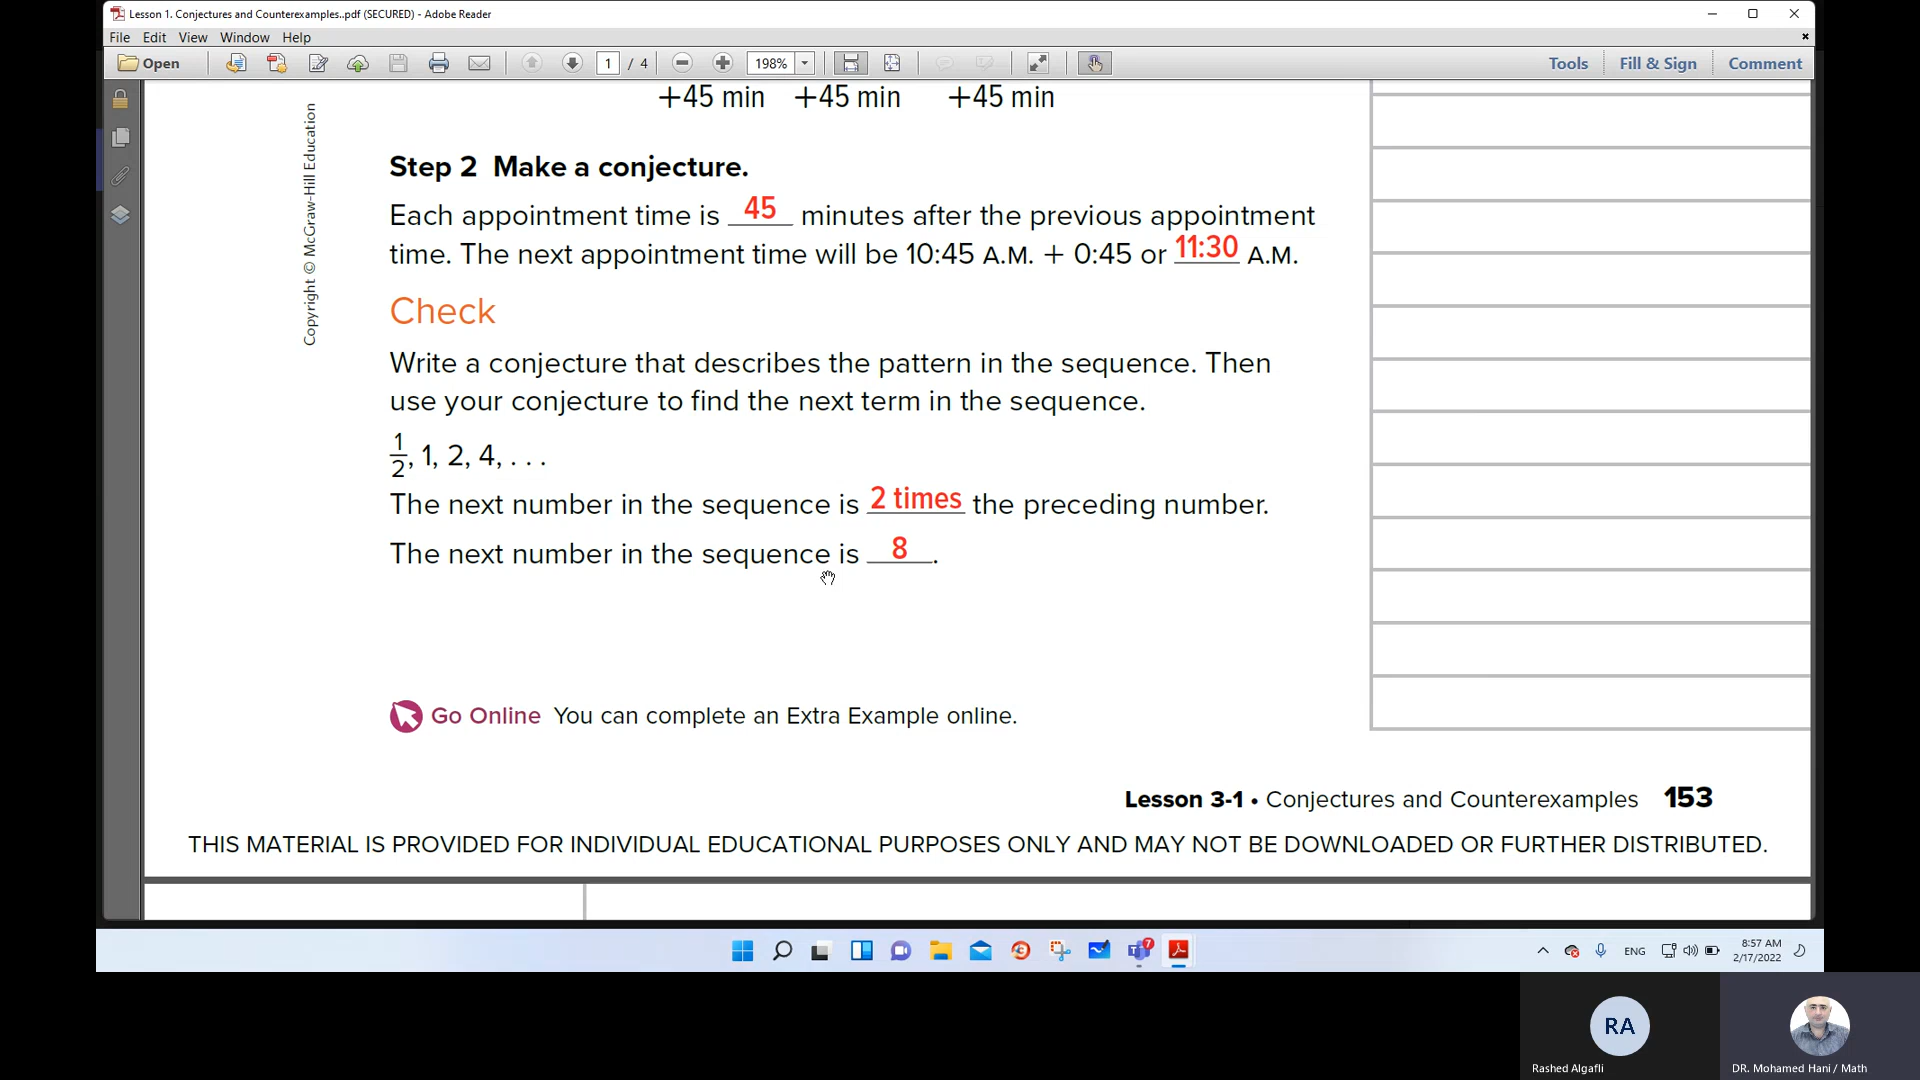 Lesson 1. Conjectures and Counterexamples..pdf (SECURED) - Adobe Reader
File Edit View Window Help
Open 1 / 4 198% Tools Fill & Sign Comment
+45 min +45 min +45 min
Copyright © McGraw-Hill Education
Step 2 Make a conjecture.
Each appointment time is 45 minutes after the previous appointment
time. The next appointment time will be 10:45 A.M. + 0:45 or 11:30 A.M.
Check
Write a conjecture that describes the pattern in the sequence. Then
use your conjecture to find the next term in the sequence.
1/2, 1, 2, 4, . . .
The next number in the sequence is 2 times the preceding number.
The next number in the sequence is 8.
Go Online You can complete an Extra Example online.
Lesson 3-1 • Conjectures and Counterexamples 153
THIS MATERIAL IS PROVIDED FOR INDIVIDUAL EDUCATIONAL PURPOSES ONLY AND MAY NOT BE DOWNLOADED OR FURTHER DISTRIBUTED.
7 ENG 8:57 AM
2/17/2022
RA
Rashed Algafli DR. Mohamed Hani / Math